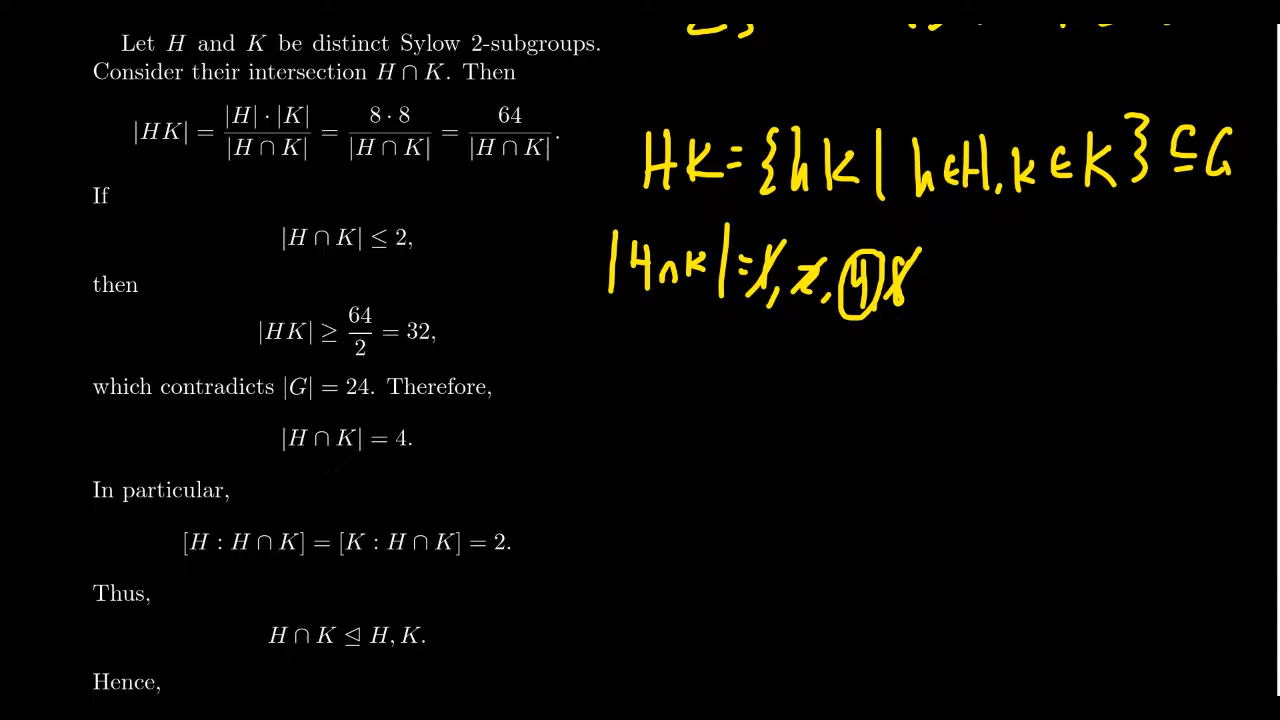 Let H and K be distinct Sylow 2-subgroups.
Consider their intersection H ∩ K. Then
|HK| = |H| · |K| / |H ∩ K| = 8 · 8 / |H ∩ K| = 64 / |H ∩ K|.
If
|H ∩ K| ≤ 2,
then
|HK| ≥ 64 / 2 = 32,
which contradicts |G| = 24. Therefore,
|H ∩ K| = 4.
In particular,
[H : H ∩ K] = [K : H ∩ K] = 2.
Thus,
H ∩ K ⊴ H, K.
Hence,
HK = {hk | h ∈ H, k ∈ K} ⊆ G
|H ∩ K| = 1, 2, 4, 8